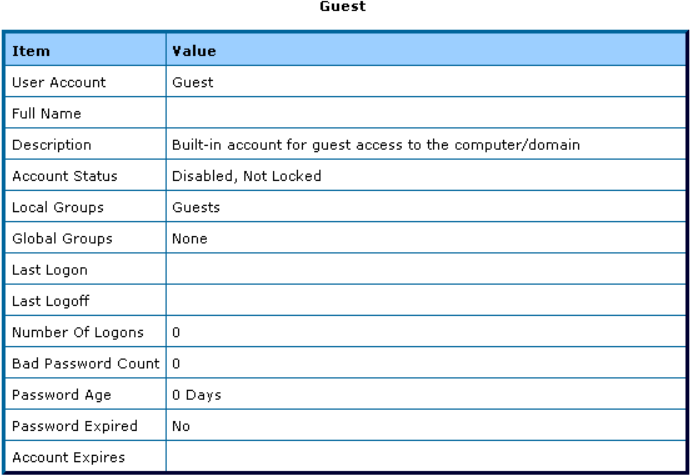 Guest
Item Value
User Account Guest
Full Name
Description Built-in account for guest access to the computer/domain
Account Status Disabled, Not Locked
Local Groups Guests
Global Groups None
Last Logon
Last Logoff
Number Of Logons 0
Bad Password Count 0
Password Age 0 Days
Password Expired No
Account Expires